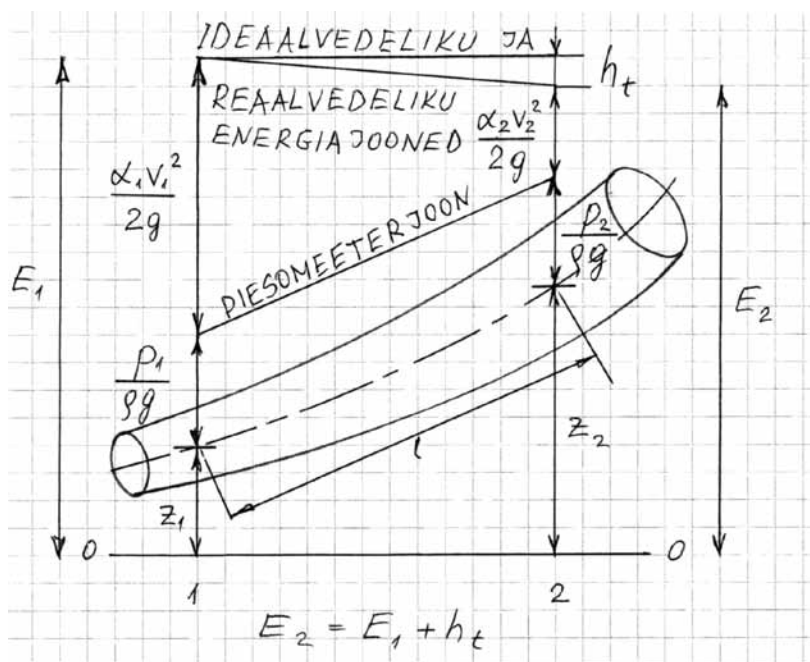 IDEAALVEDELIKU JA
h_t
REAALVEDELIKU
ENERGIAJOONED
α₂v₂²
2g
α₁v₁²
2g
PIESOMEETERJOON
p₂
ρg
E₁
E₂
p₁
ρg
z₂
l
z₁
0
0
1
2
E₂ = E₁ + h_t